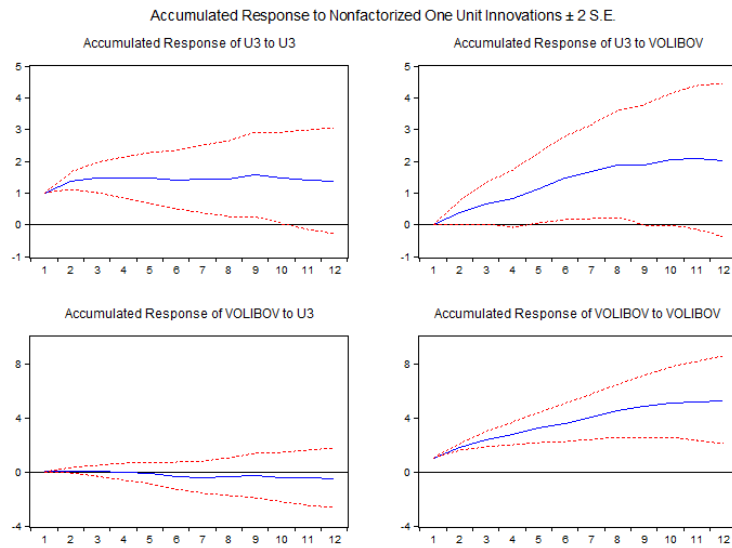 Accumulated Response to Nonfactorized One Unit Innovations ± 2 S.E.
Accumulated Response of U3 to U3
5
4
3
2
1
0
-1
1 2 3 4 5 6 7 8 9 10 11 12
Accumulated Response of U3 to VOLIBOV
5
4
3
2
1
0
-1
1 2 3 4 5 6 7 8 9 10 11 12
Accumulated Response of VOLIBOV to U3
8
4
0
-4
1 2 3 4 5 6 7 8 9 10 11 12
Accumulated Response of VOLIBOV to VOLIBOV
8
4
0
-4
1 2 3 4 5 6 7 8 9 10 11 12